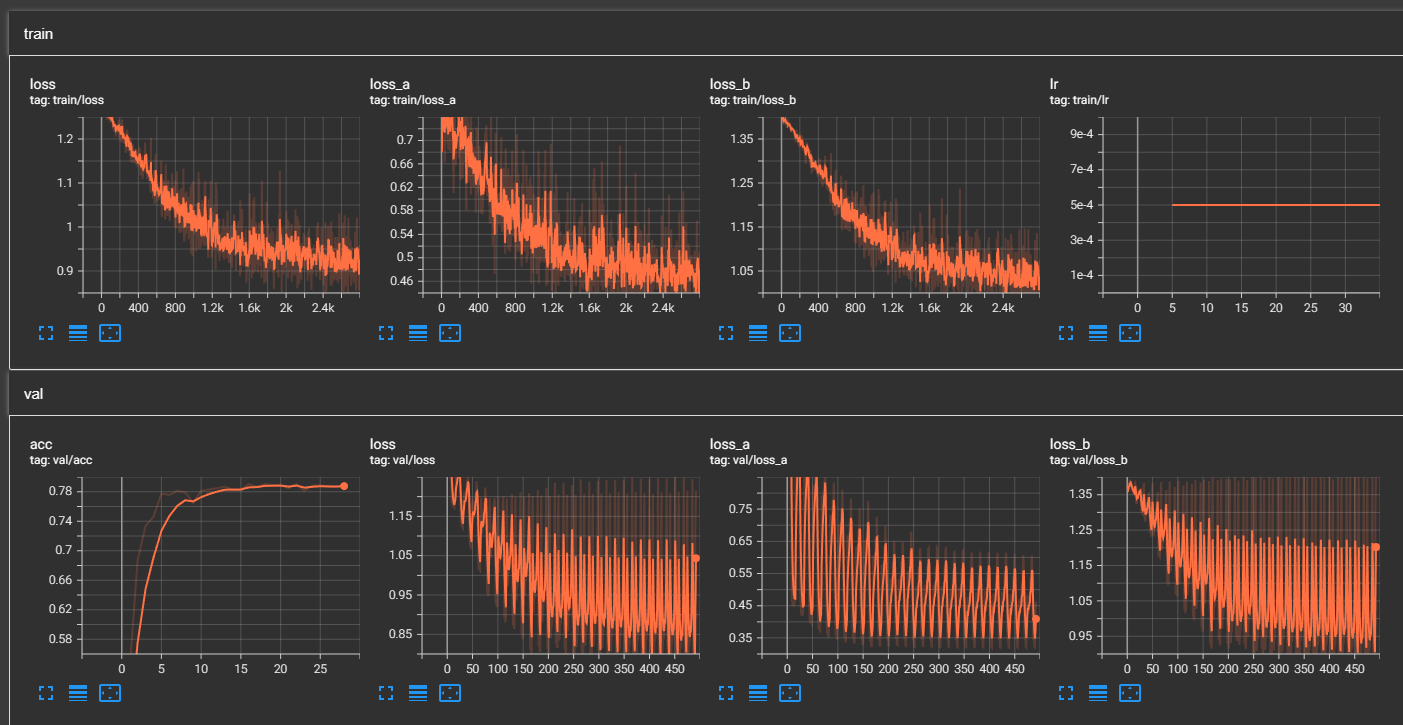 train
loss
tag: train/loss
1.2
1.1
1
0.9
0 400 800 1.2k 1.6k 2k 2.4k
loss_a
tag: train/loss_a
0.7
0.66
0.62
0.58
0.54
0.5
0.46
0 400 800 1.2k 1.6k 2k 2.4k
loss_b
tag: train/loss_b
1.35
1.25
1.15
1.05
0 400 800 1.2k 1.6k 2k 2.4k
lr
tag: train/lr
9e-4
7e-4
5e-4
3e-4
1e-4
0 5 10 15 20 25 30
val
acc
tag: val/acc
0.78
0.74
0.7
0.66
0.62
0.58
0 5 10 15 20 25
loss
tag: val/loss
1.15
1.05
0.95
0.85
0 50 100 150 200 250 300 350 400 450
loss_a
tag: val/loss_a
0.75
0.65
0.55
0.45
0.35
0 50 100 150 200 250 300 350 400 450
loss_b
tag: val/loss_b
1.35
1.25
1.15
1.05
0.95
0 50 100 150 200 250 300 350 400 450